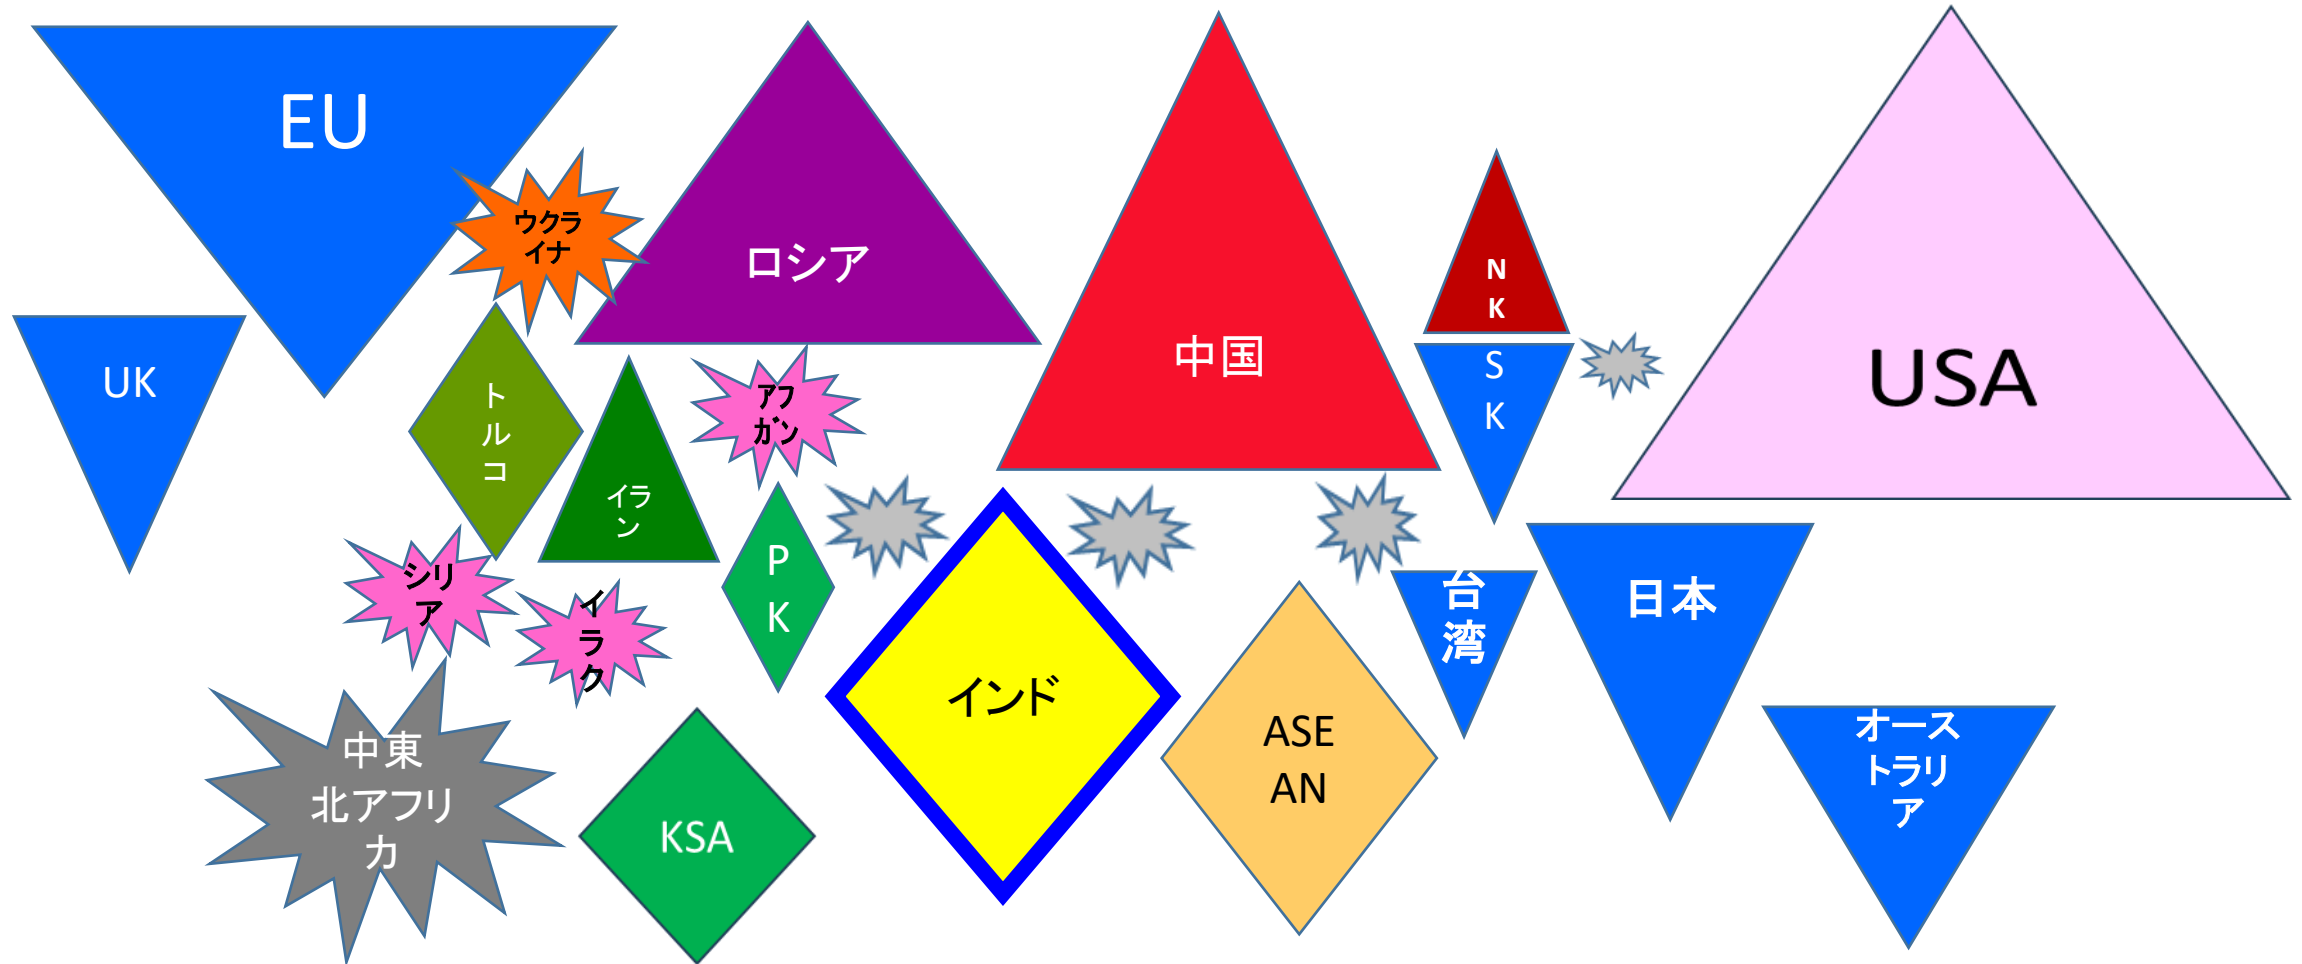 EU
ウクラ
イナ
ロシア
中国
N
K
USA
UK
S
K
ト
ル
コ
アフ
ガン
イラ
ン
P
K
シリ
ア
イ
ラ
ク
インド
台
湾
日本
ASE
AN
オース
トラリ
ア
中東
北アフリ
カ
KSA